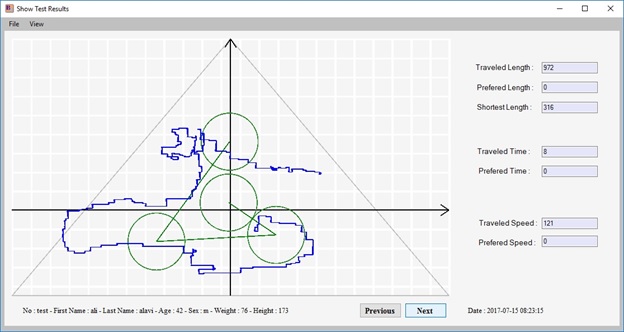 Show Test Results
File View
Traveled Length : 972
Prefered Length : 0
Shortest Length : 316
Traveled Time : 8
Prefered Time : 0
Traveled Speed : 121
Prefered Speed : 0
No : test - First Name : ali - Last Name : alavi - Age : 42 - Sex : m - Weight : 76 - Height : 173
Previous Next
Date : 2017-07-15 08:23:15